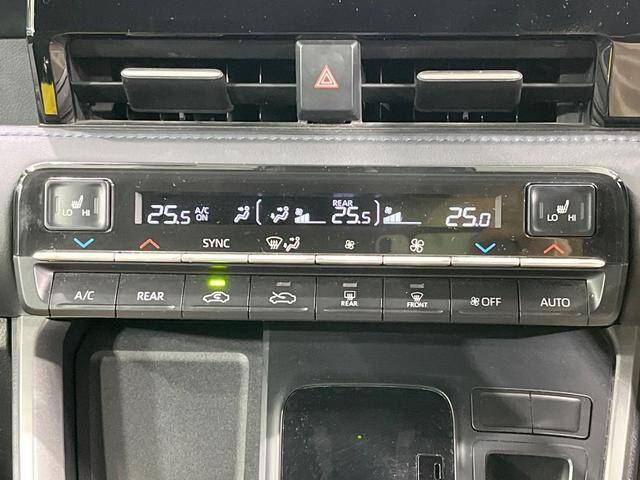 LO HI
25.5 A/C ON
REAR
25.5
25.0
LO HI
SYNC
A/C
REAR
REAR
FRONT
OFF
AUTO